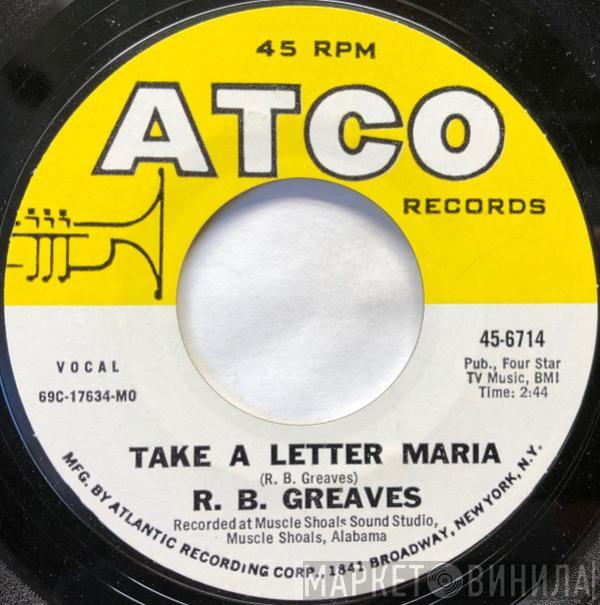 45 RPM
ATCO
RECORDS
VOCAL
69C-17634-MO
45-6714
Pub., Four Star
TV Music, BMI
Time: 2:44
TAKE A LETTER MARIA
(R. B. Greaves)
R. B. GREAVES
Recorded at Muscle Shoals Sound Studio,
Muscle Shoals, Alabama
MFG. BY ATLANTIC RECORDING CORP., 1841 BROADWAY, NEW YORK, N.Y.
МАРКЕТ ВИНИЛА